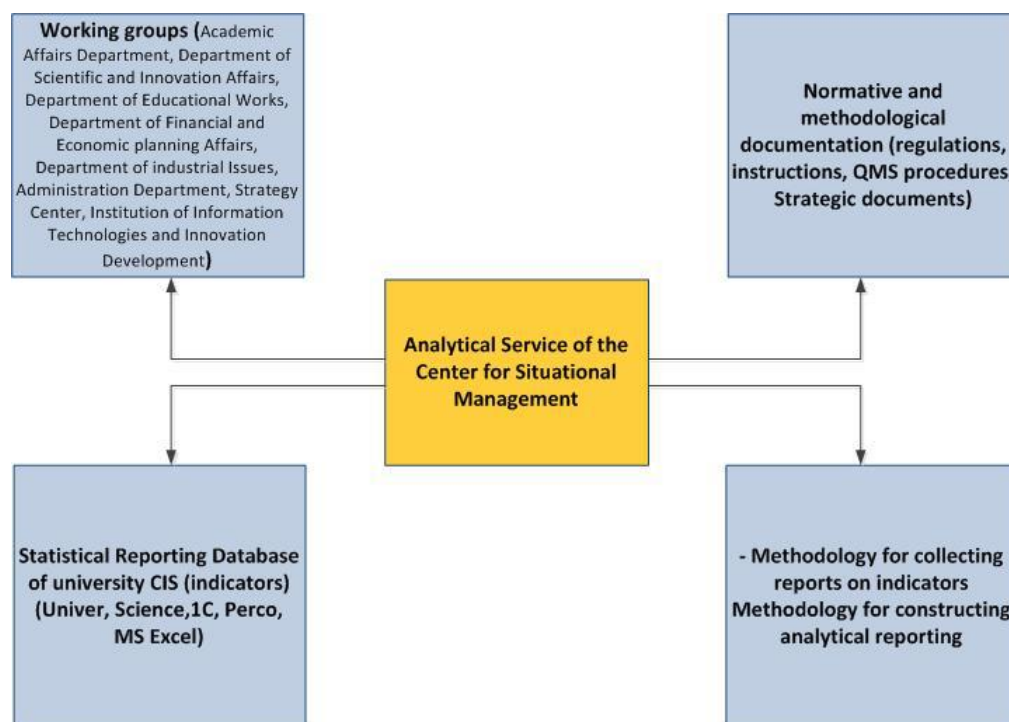 Working groups (Academic
Affairs Department, Department of
Scientific and Innovation Affairs,
Department of Educational Works,
Department of Financial and
Economic planning Affairs,
Department of industrial Issues,
Administration Department, Strategy
Center, Institution of Information
Technologies and Innovation
Development)
Normative and
methodological
documentation (regulations,
instructions, QMS procedures
Strategic documents)
Analytical Service of the
Center for Situational
Management
Statistical Reporting Database
of university CIS (indicators)
(Univer, Science,1C, Perco,
MS Excel)
- Methodology for collecting
reports on indicators
Methodology for constructing
analytical reporting